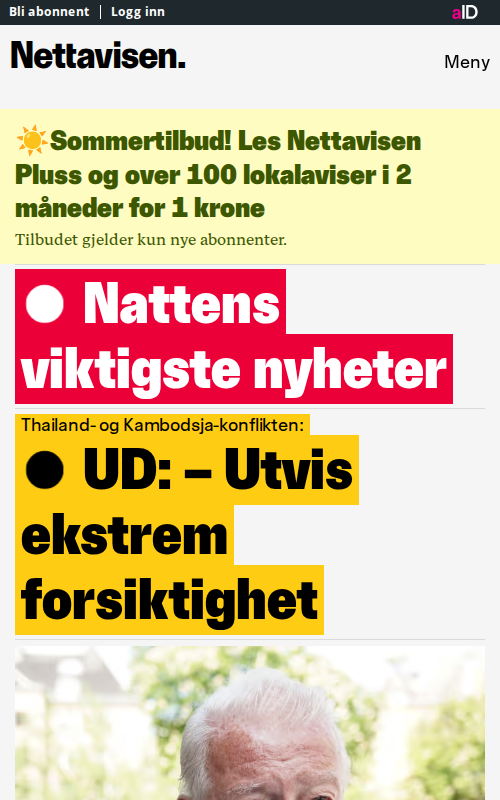 Bli abonnent | Logg inn
aID
Nettavisen.
Meny
☀️Sommertilbud! Les Nettavisen
Pluss og over 100 lokalaviser i 2
måneder for 1 krone
Tilbudet gjelder kun nye abonnenter.
Nattens
viktigste nyheter
Thailand- og Kambodsja-konflikten:
UD: – Utvis
ekstrem
forsiktighet